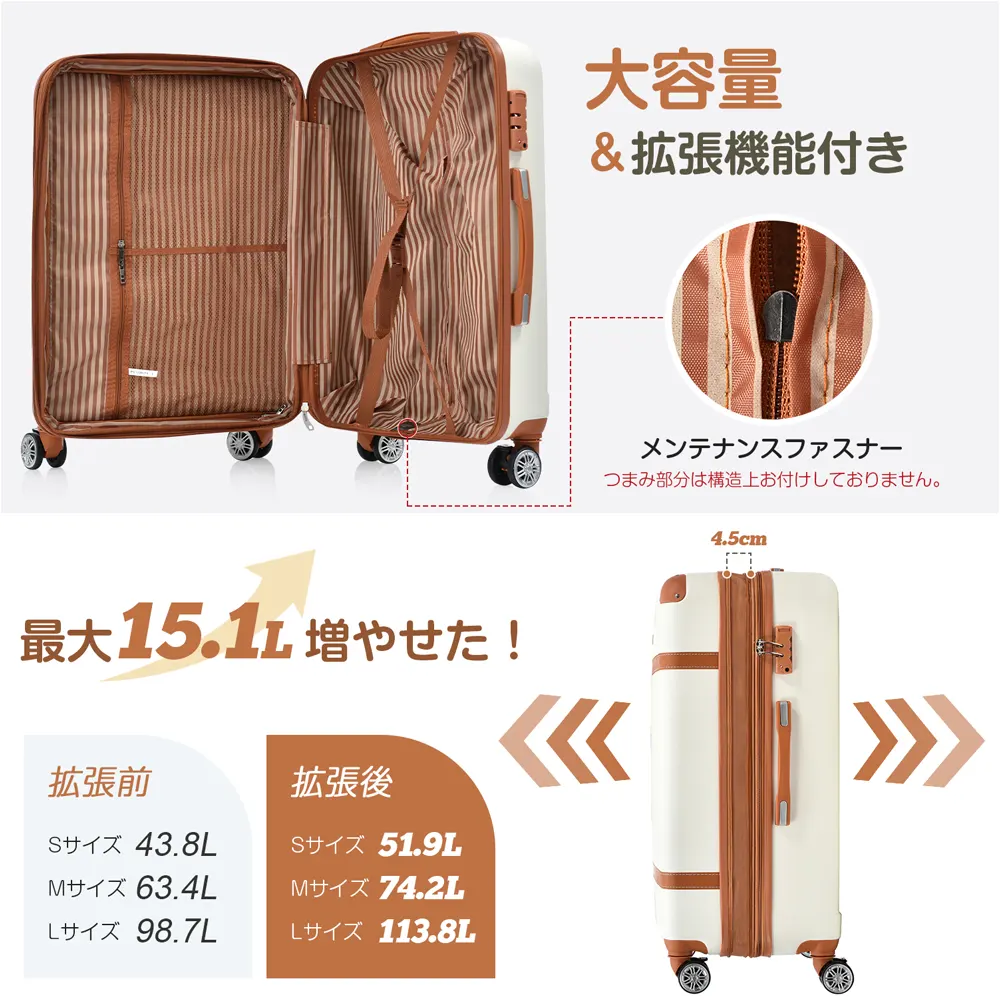 大容量
&拡張機能付き
メンテナンスファスナー
つまみ部分は構造上お付けしておりません。
4.5cm
最大15.1L増やせた!
拡張前
Sサイズ 43.8L
Mサイズ 63.4L
Lサイズ 98.7L
拡張後
Sサイズ 51.9L
Mサイズ 74.2L
Lサイズ 113.8L